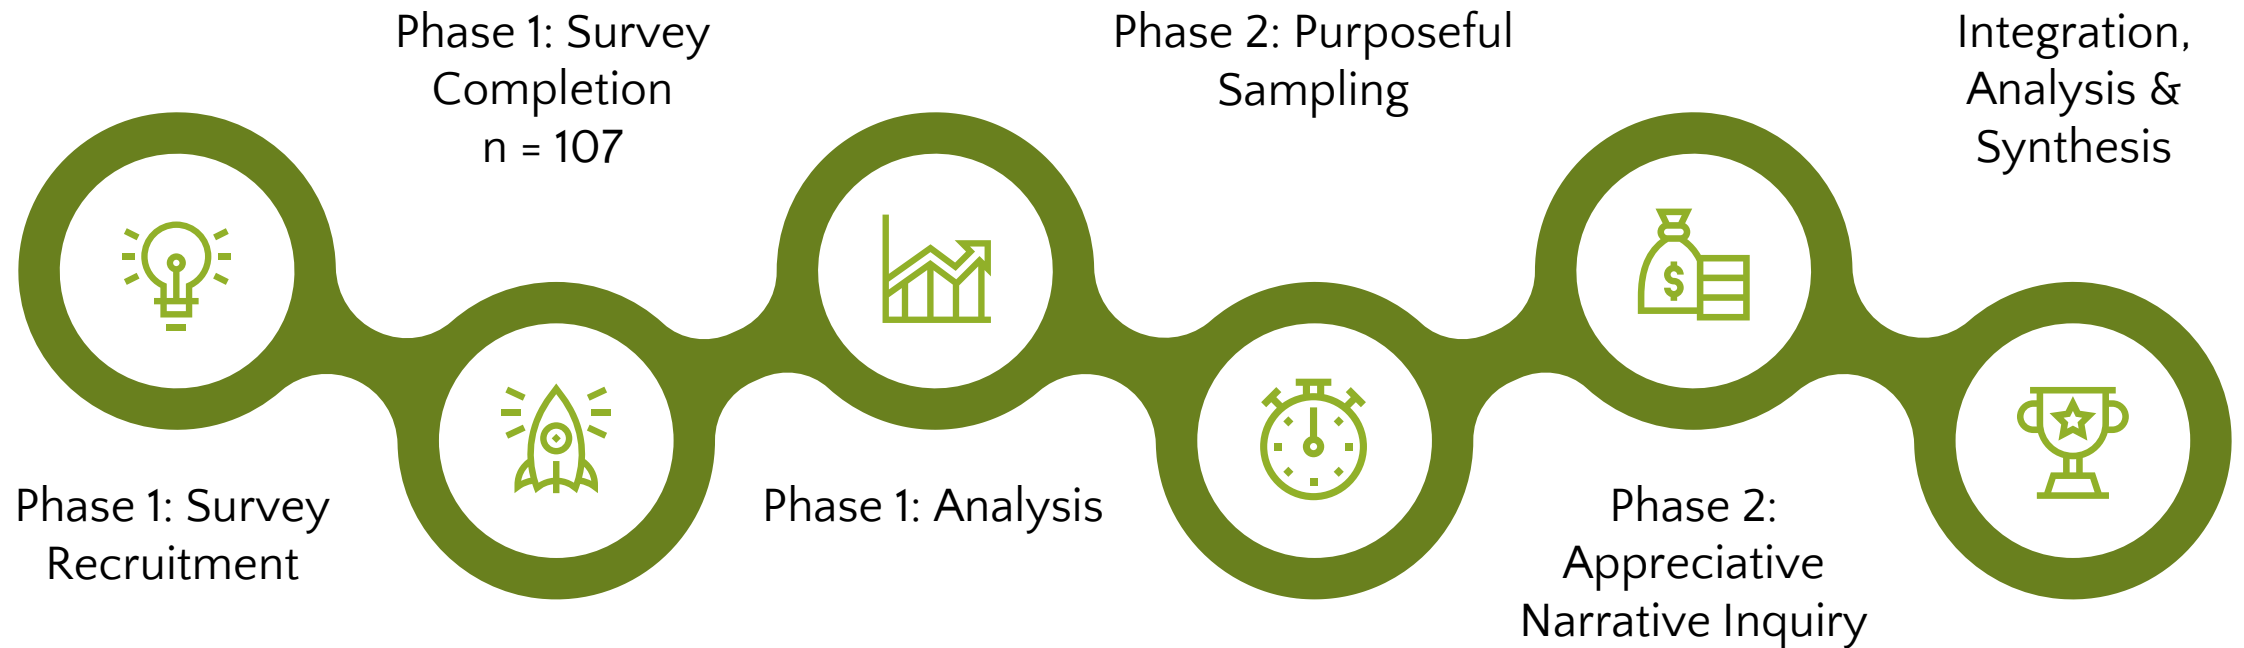 Phase 1: Survey
Recruitment
Phase 1: Survey
Completion
n = 107
Phase 1: Analysis
Phase 2: Purposeful
Sampling
$
Phase 2:
Appreciative
Narrative Inquiry
Integration,
Analysis &
Synthesis